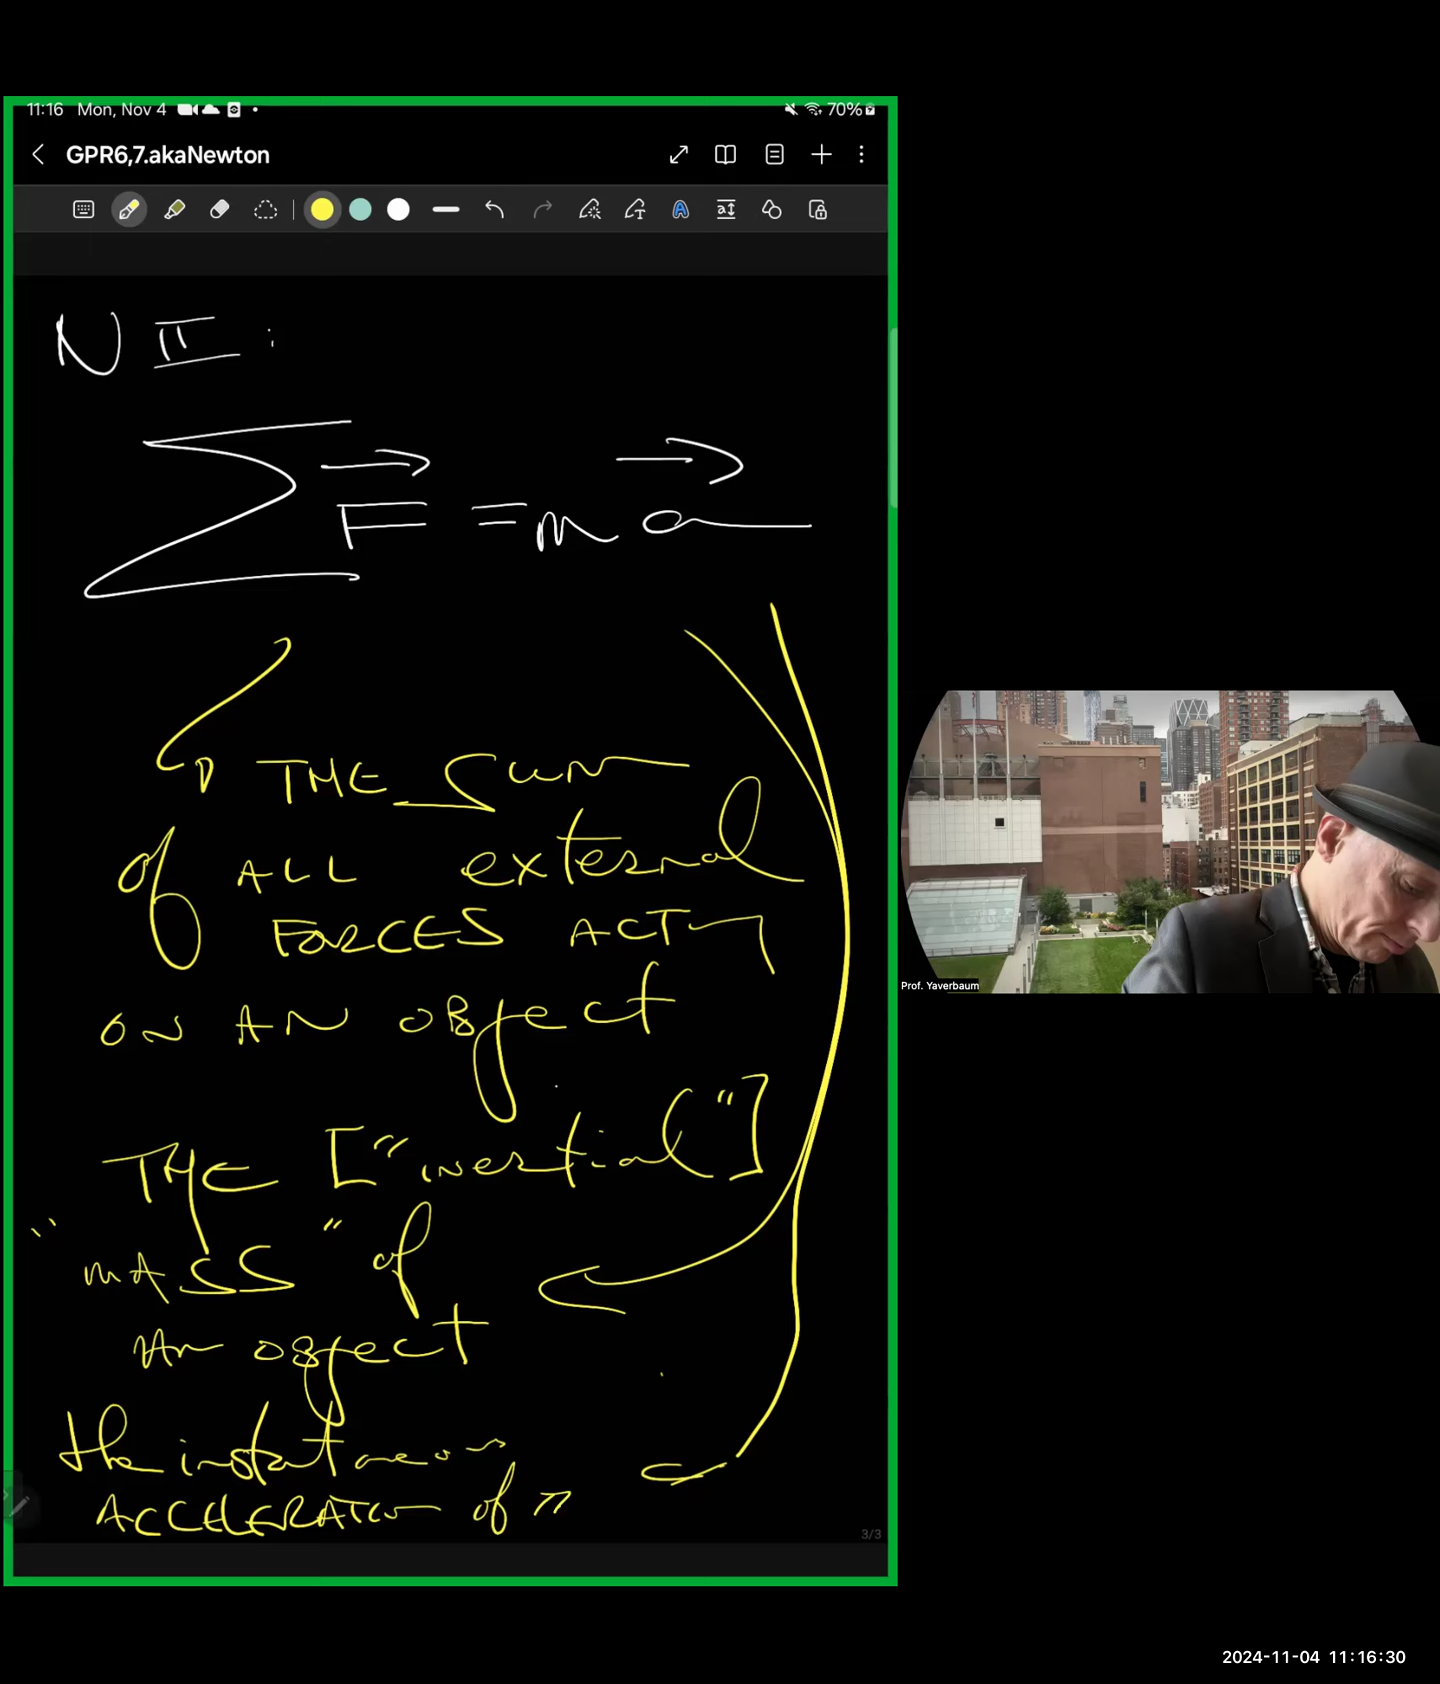 11:16 Mon, Nov 4
70%
GPR6,7.akaNewton
N II :
∑F⃗ = m a⃗
THE SUM
of ALL external
FORCES ACTING
ON AN OBJECT
THE ["inertial"]
"MASS" of
An object
the instantaneous
ACCELERATION of "
3/3
Prof. Yaverbaum
2024-11-04 11:16:30